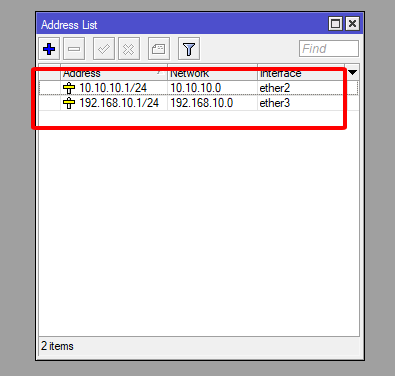 Address List
Find
Address Network Interface
10.10.10.1/24 10.10.10.0 ether2
192.168.10.1/24 192.168.10.0 ether3
2 items